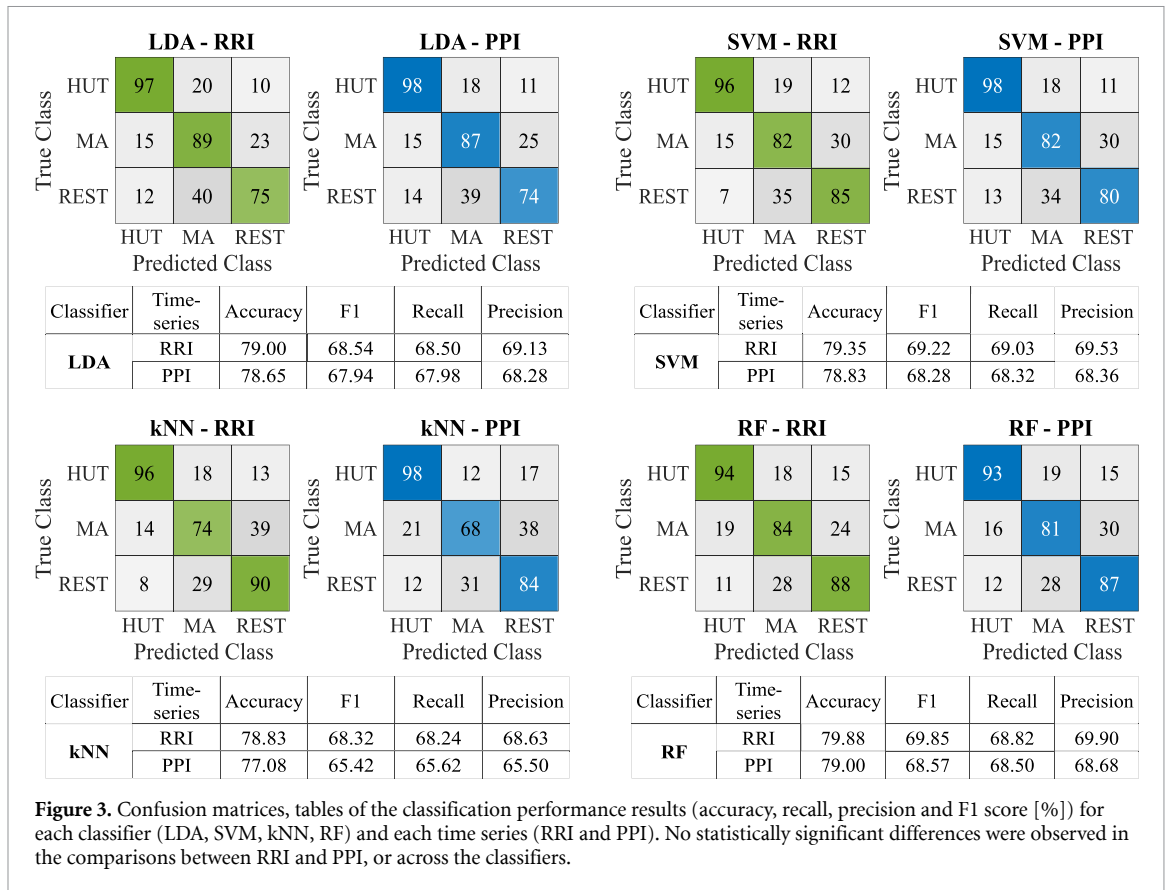 LDA - RRI
True Class
HUT 97 20 10
MA 15 89 23
REST 12 40 75
HUT MA REST
Predicted Class
LDA - PPI
True Class
HUT 98 18 11
MA 15 87 25
REST 14 39 74
HUT MA REST
Predicted Class
SVM - RRI
True Class
HUT 96 19 12
MA 15 82 30
REST 7 35 85
HUT MA REST
Predicted Class
SVM - PPI
True Class
HUT 98 18 11
MA 15 82 30
REST 13 34 80
HUT MA REST
Predicted Class
Classifier Time-series Accuracy F1 Recall Precision
LDA
RRI 79.00 68.54 68.50 69.13
PPI 78.65 67.94 67.98 68.28
Classifier Time-series Accuracy F1 Recall Precision
SVM
RRI 79.35 69.22 69.03 69.53
PPI 78.83 68.28 68.32 68.36
kNN - RRI
True Class
HUT 96 18 13
MA 14 74 39
REST 8 29 90
HUT MA REST
Predicted Class
kNN - PPI
True Class
HUT 98 12 17
MA 21 68 38
REST 12 31 84
HUT MA REST
Predicted Class
RF - RRI
True Class
HUT 94 18 15
MA 19 84 24
REST 11 28 88
HUT MA REST
Predicted Class
RF - PPI
True Class
HUT 93 19 15
MA 16 81 30
REST 12 28 87
HUT MA REST
Predicted Class
Classifier Time-series Accuracy F1 Recall Precision
kNN
RRI 78.83 68.32 68.24 68.63
PPI 77.08 65.42 65.62 65.50
Classifier Time-series Accuracy F1 Recall Precision
RF
RRI 79.88 69.85 68.82 69.90
PPI 79.00 68.57 68.50 68.68
Figure 3. Confusion matrices, tables of the classification performance results (accuracy, recall, precision and F1 score [%]) for
each classifier (LDA, SVM, kNN, RF) and each time series (RRI and PPI). No statistically significant differences were observed in
the comparisons between RRI and PPI, or across the classifiers.